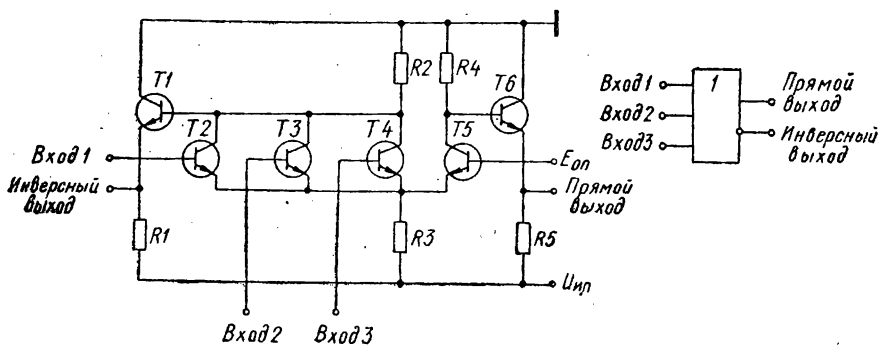 T1
R2
R4
T6
T2
T3
T4
T5
Вход1
Вход2
Вход3
1
Прямой
выход
Инверсный
выход
Вход1
Инверсный
выход
Eоп
Прямой
выход
R1
R3
R5
Uип
Вход2
Вход3